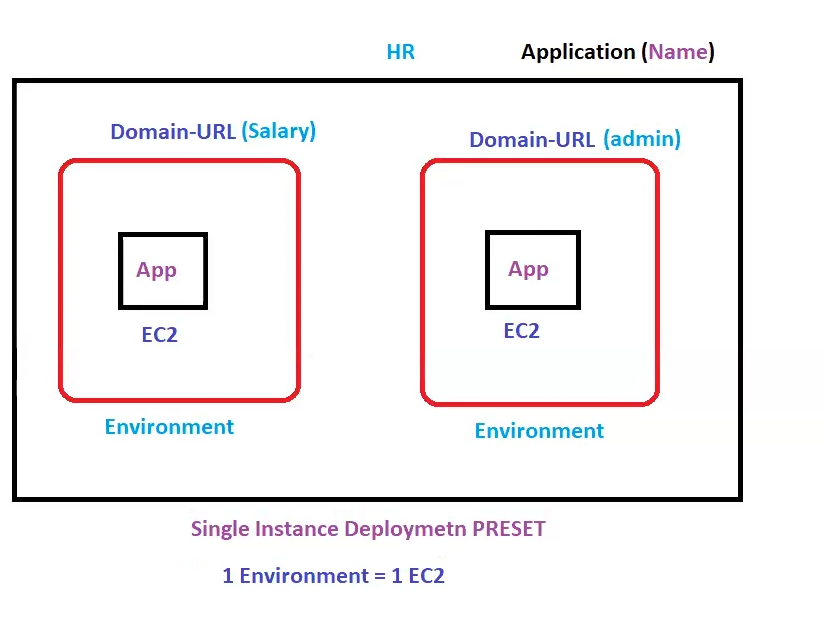 HR Application (Name)
Domain-URL (Salary)
Domain-URL (admin)
App
App
EC2
EC2
Environment
Environment
Single Instance Deploymetn PRESET
1 Environment = 1 EC2